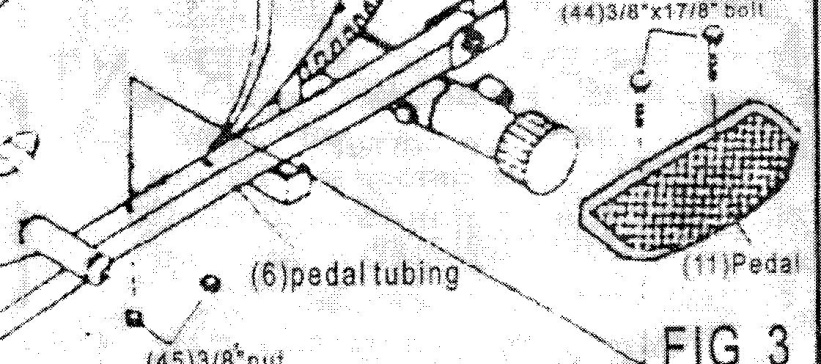 (44)3/8"x17/8" bolt
(6)pedal tubing
(11)Pedal
(45)3/8"nut
FIG 3